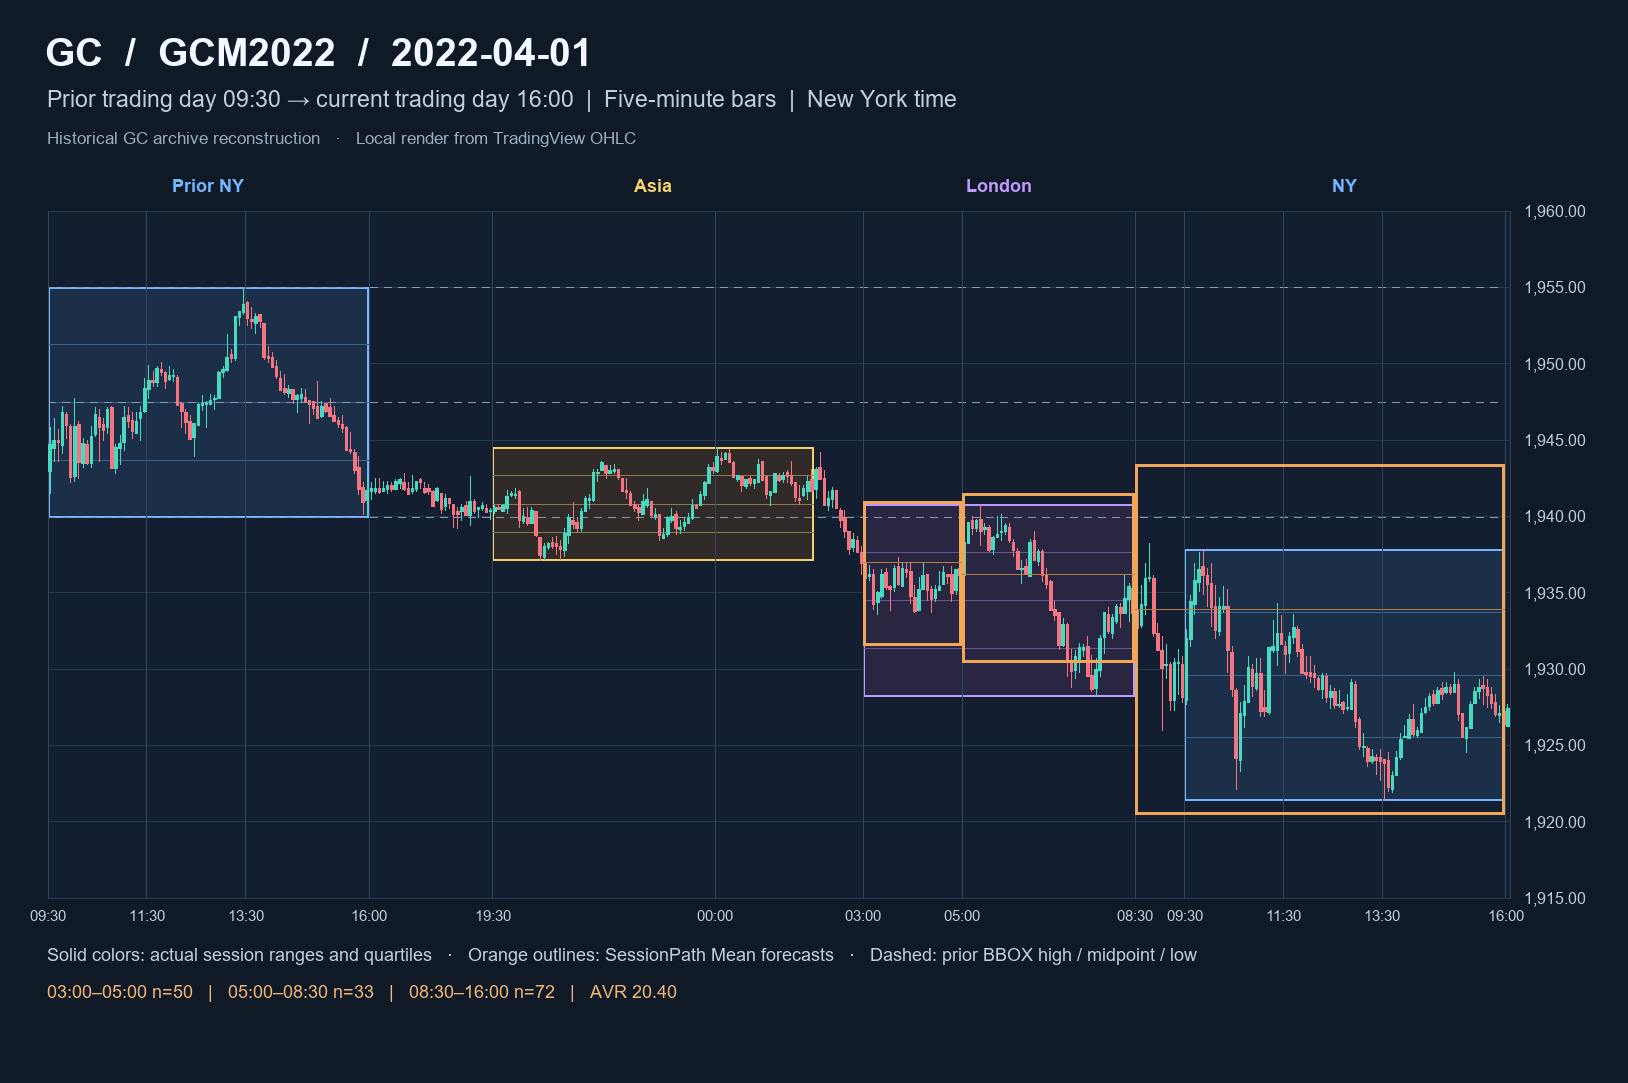 GC / GCM2022 / 2022-04-01
Prior trading day 09:30 → current trading day 16:00 | Five-minute bars | New York time
Historical GC archive reconstruction · Local render from TradingView OHLC
Prior NY Asia London NY
1,960.00
1,955.00
1,950.00
1,945.00
1,940.00
1,935.00
1,930.00
1,925.00
1,920.00
1,915.00
09:30 11:30 13:30 16:00 19:30 00:00 03:00 05:00 08:30 09:30 11:30 13:30 16:00
Solid colors: actual session ranges and quartiles · Orange outlines: SessionPath Mean forecasts · Dashed: prior BBOX high / midpoint / low
03:00–05:00 n=50 | 05:00–08:30 n=33 | 08:30–16:00 n=72 | AVR 20.40